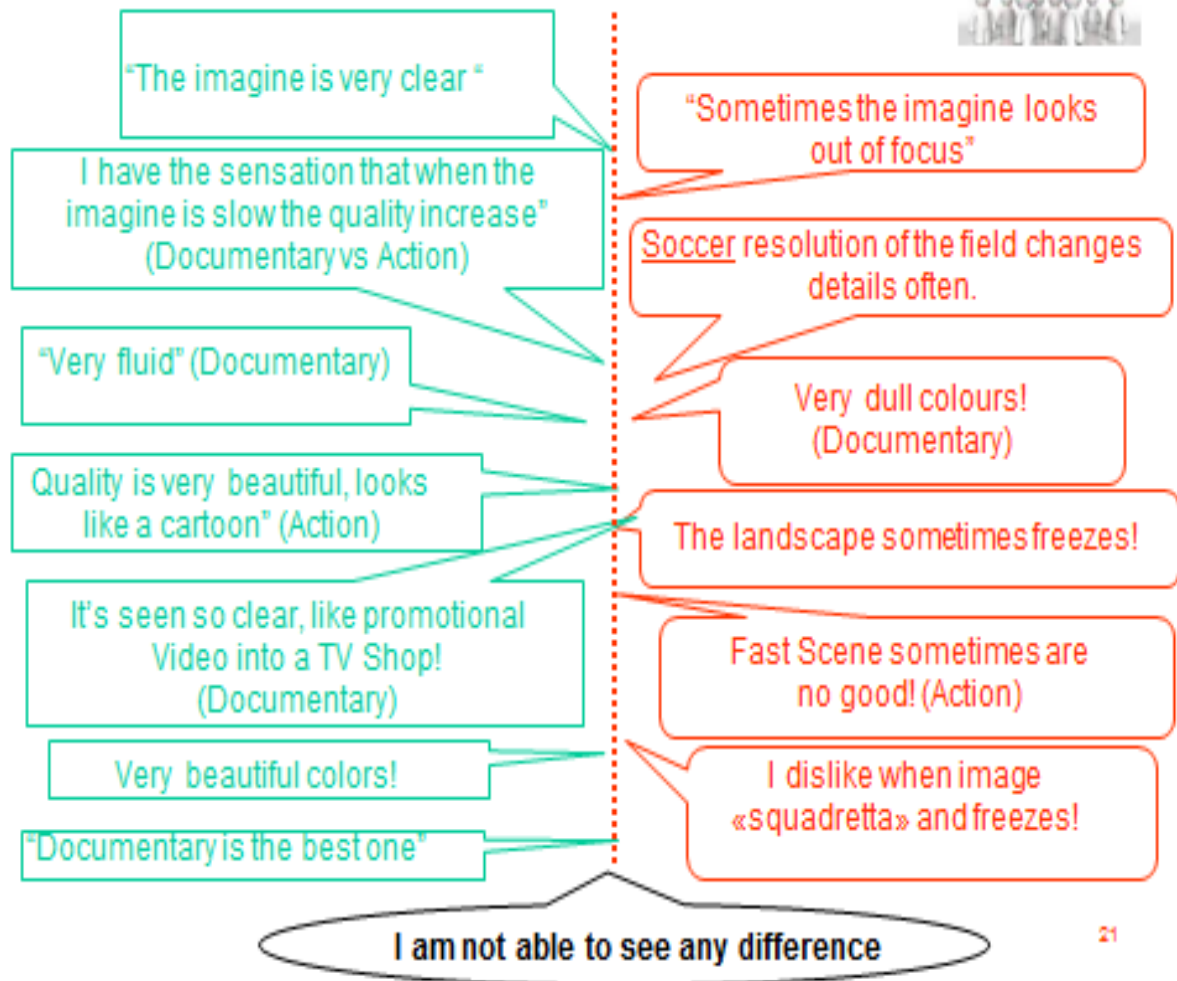 “The imagine is very clear “
I have the sensation that when the
imagine is slow the quality increase”
(Documentary vs Action)
“Very fluid” (Documentary)
Quality is very beautiful, looks
like a cartoon” (Action)
It’s seen so clear, like promotional
Video into a TV Shop!
(Documentary)
Very beautiful colors!
“Documentary is the best one”
“Sometimes the imagine looks
out of focus”
Soccer resolution of the field changes
details often.
Very dull colours!
(Documentary)
The landscape sometimes freezes!
Fast Scene sometimes are
no good! (Action)
I dislike when image
«squadretta» and freezes!
I am not able to see any difference
21